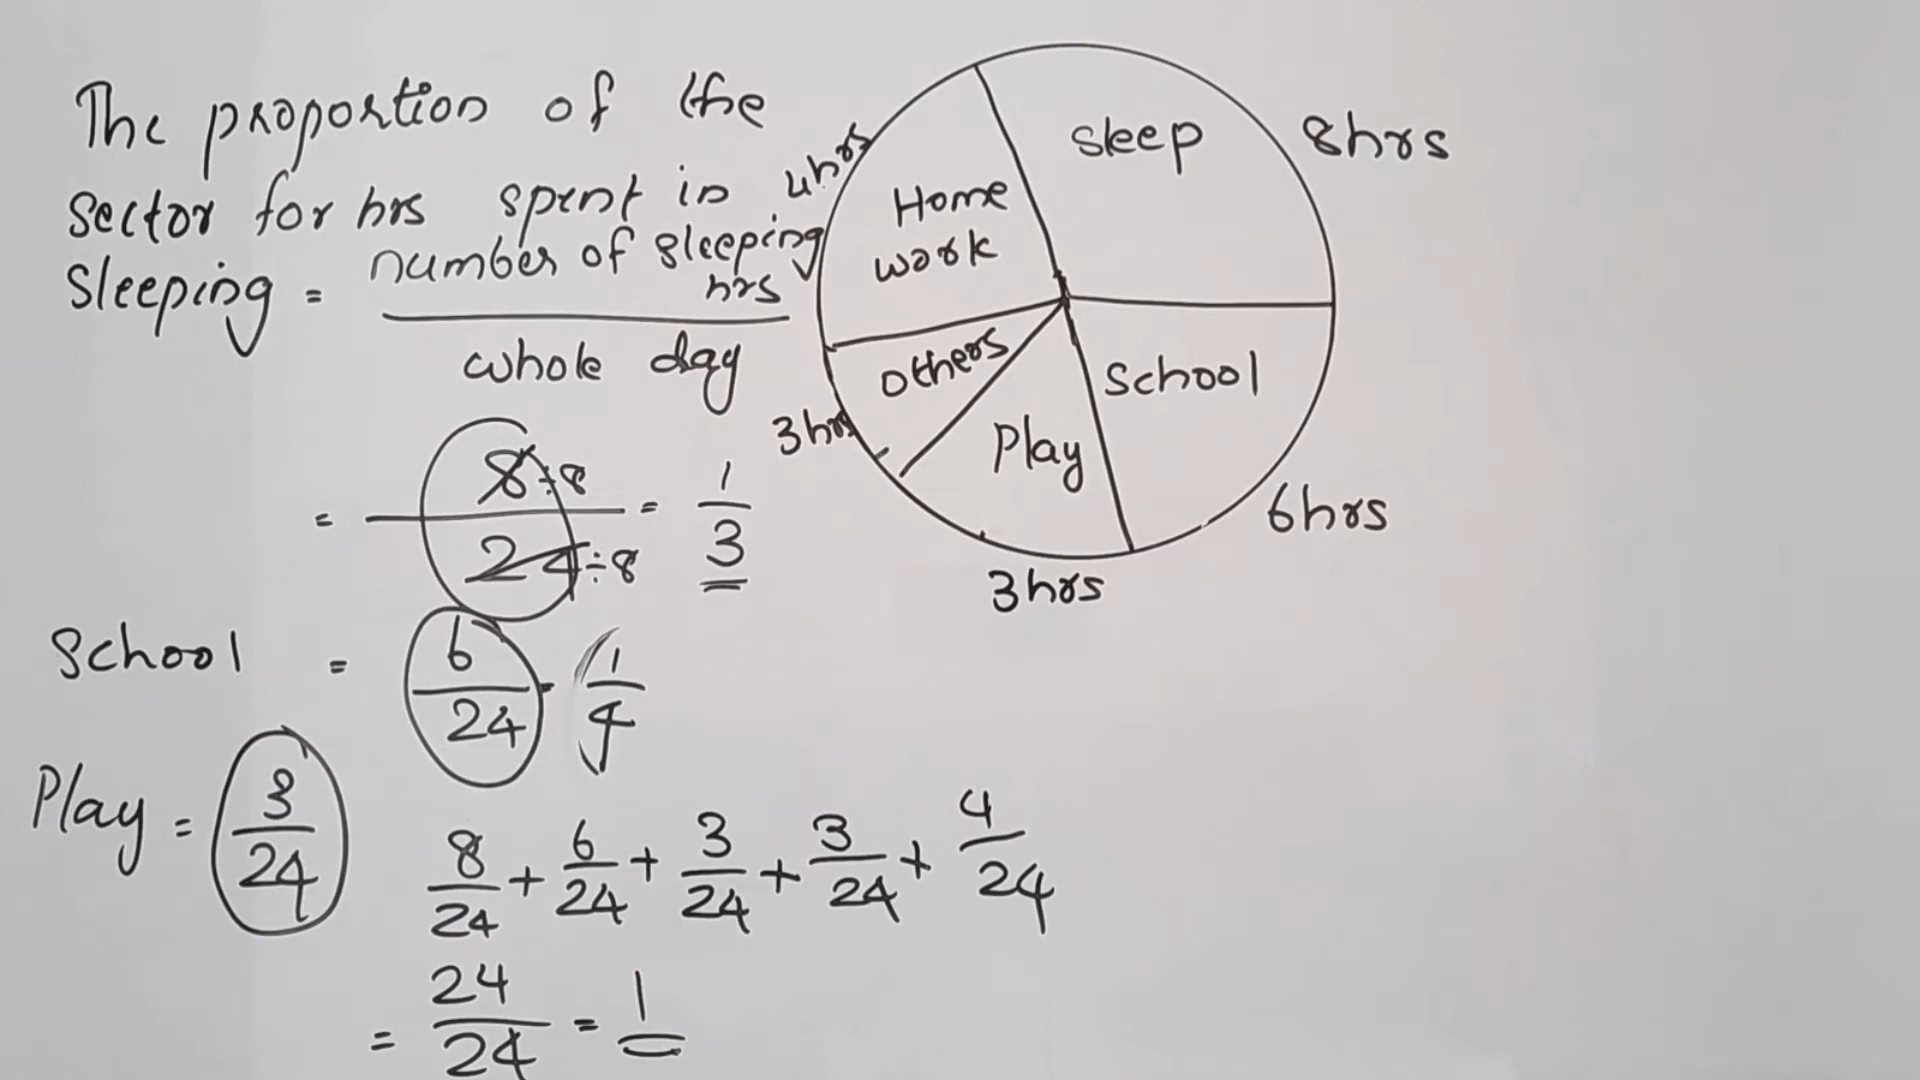 The proportion of the
sector for hrs spent in
sleeping = number of sleeping
hrs
whole day
= 8÷8 = 1
24÷8 3
School = 6 = 1
24 4
Play = 3
24
8 + 6 + 3 + 3 + 4
24 24 24 24 24
= 24 = 1
24
sleep
8hrs
4hrs
Home
work
others
3hrs
Play
3hrs
School
6hrs